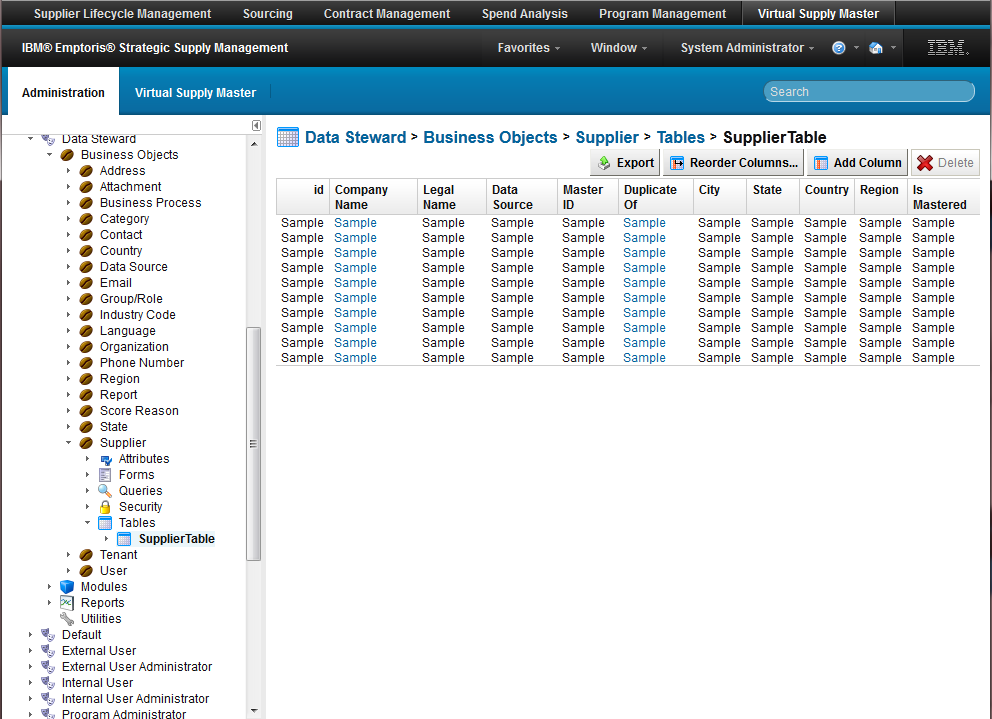 Supplier Lifecycle Management Sourcing Contract Management Spend Analysis Program Management Virtual Supply Master
IBM® Emptoris® Strategic Supply Management Favorites Window System Administrator IBM.
Administration Virtual Supply Master Search
Data Steward
Business Objects
Address
Attachment
Business Process
Category
Contact
Country
Data Source
Email
Group/Role
Industry Code
Language
Organization
Phone Number
Region
Report
Score Reason
State
Supplier
Attributes
Forms
Queries
Security
Tables
SupplierTable
Tenant
User
Modules
Reports
Utilities
Default
External User
External User Administrator
Internal User
Internal User Administrator
Program Administrator
Data Steward > Business Objects > Supplier > Tables > SupplierTable
Export Reorder Columns... Add Column Delete
id Company Name Legal Name Data Source Master ID Duplicate Of City State Country Region Is Mastered
Sample Sample Sample Sample Sample Sample Sample Sample Sample Sample Sample
Sample Sample Sample Sample Sample Sample Sample Sample Sample Sample Sample
Sample Sample Sample Sample Sample Sample Sample Sample Sample Sample Sample
Sample Sample Sample Sample Sample Sample Sample Sample Sample Sample Sample
Sample Sample Sample Sample Sample Sample Sample Sample Sample Sample Sample
Sample Sample Sample Sample Sample Sample Sample Sample Sample Sample Sample
Sample Sample Sample Sample Sample Sample Sample Sample Sample Sample Sample
Sample Sample Sample Sample Sample Sample Sample Sample Sample Sample Sample
Sample Sample Sample Sample Sample Sample Sample Sample Sample Sample Sample
Sample Sample Sample Sample Sample Sample Sample Sample Sample Sample Sample